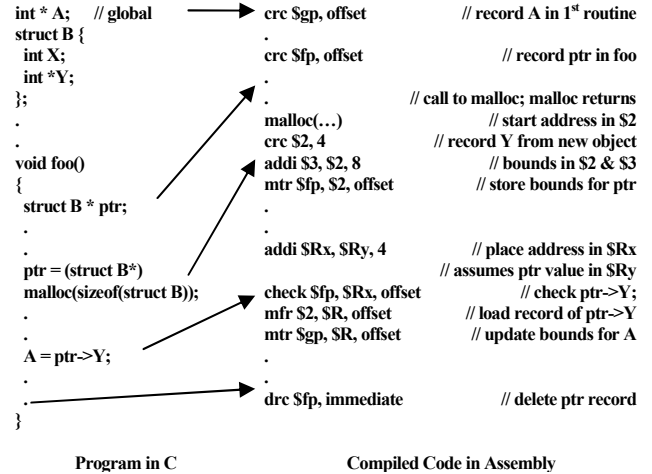 int * A; // global
struct B {
int X;
int *Y;
};
.
.
void foo()
{
struct B * ptr;
.
.
ptr = (struct B*)
malloc(sizeof(struct B));
.
.
A = ptr->Y;
.
.
}
Program in C
crc $gp, offset // record A in 1st routine
.
crc $fp, offset // record ptr in foo
.
. // call to malloc; malloc returns
malloc(…) // start address in $2
crc $2, 4 // record Y from new object
addi $3, $2, 8 // bounds in $2 & $3
mtr $fp, $2, offset // store bounds for ptr
.
.
addi $Rx, $Ry, 4 // place address in $Rx
// assumes ptr value in $Ry
check $fp, $Rx, offset // check ptr->Y;
mfr $2, $R, offset // load record of ptr->Y
mtr $gp, $R, offset // update bounds for A
.
.
drc $fp, immediate // delete ptr record
Compiled Code in Assembly